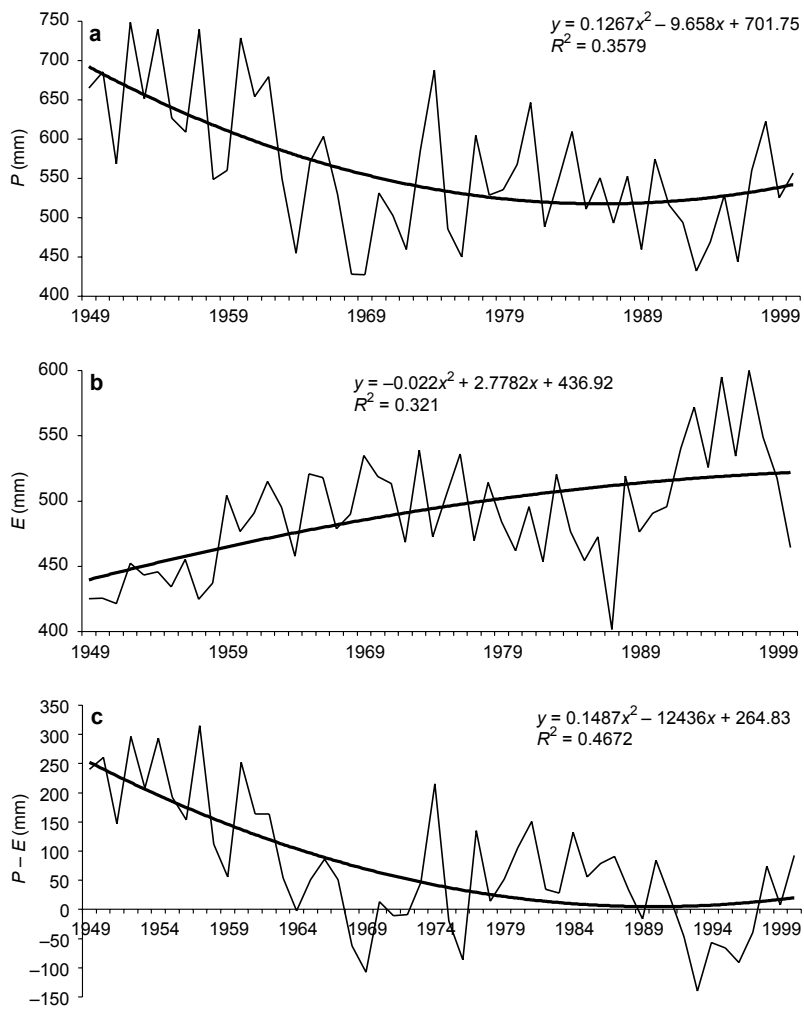 a
y = 0.1267x² – 9.658x + 701.75
R² = 0.3579
P (mm)
750
700
650
600
550
500
450
400
1949 1959 1969 1979 1989 1999
b
y = –0.022x² + 2.7782x + 436.92
R² = 0.321
E (mm)
600
550
500
450
400
1949 1959 1969 1979 1989 1999
c
y = 0.1487x² – 12436x + 264.83
R² = 0.4672
P – E (mm)
350
300
250
200
150
100
50
0
–50
–100
–150
1949 1954 1959 1964 1969 1974 1979 1984 1989 1994 1999